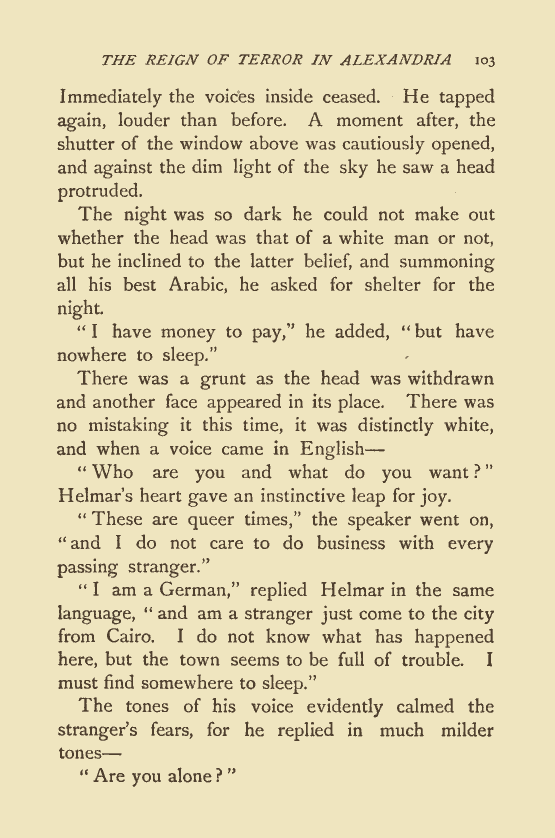 THE REIGN OF TERROR IN ALEXANDRIA 103
Immediately the voices inside ceased. He tapped
again, louder than before. A moment after, the
shutter of the window above was cautiously opened,
and against the dim light of the sky he saw a head
protruded.
The night was so dark he could not make out
whether the head was that of a white man or not,
but he inclined to the latter belief, and summoning
all his best Arabic, he asked for shelter for the
night.
“I have money to pay,” he added, “but have
nowhere to sleep.”
There was a grunt as the head was withdrawn
and another face appeared in its place. There was
no mistaking it this time, it was distinctly white,
and when a voice came in English—
“Who are you and what do you want?”
Helmar’s heart gave an instinctive leap for joy.
“These are queer times,” the speaker went on,
“and I do not care to do business with every
passing stranger.”
“I am a German,” replied Helmar in the same
language, “and am a stranger just come to the city
from Cairo. I do not know what has happened
here, but the town seems to be full of trouble. I
must find somewhere to sleep.”
The tones of his voice evidently calmed the
stranger’s fears, for he replied in much milder
tones—
“Are you alone?”